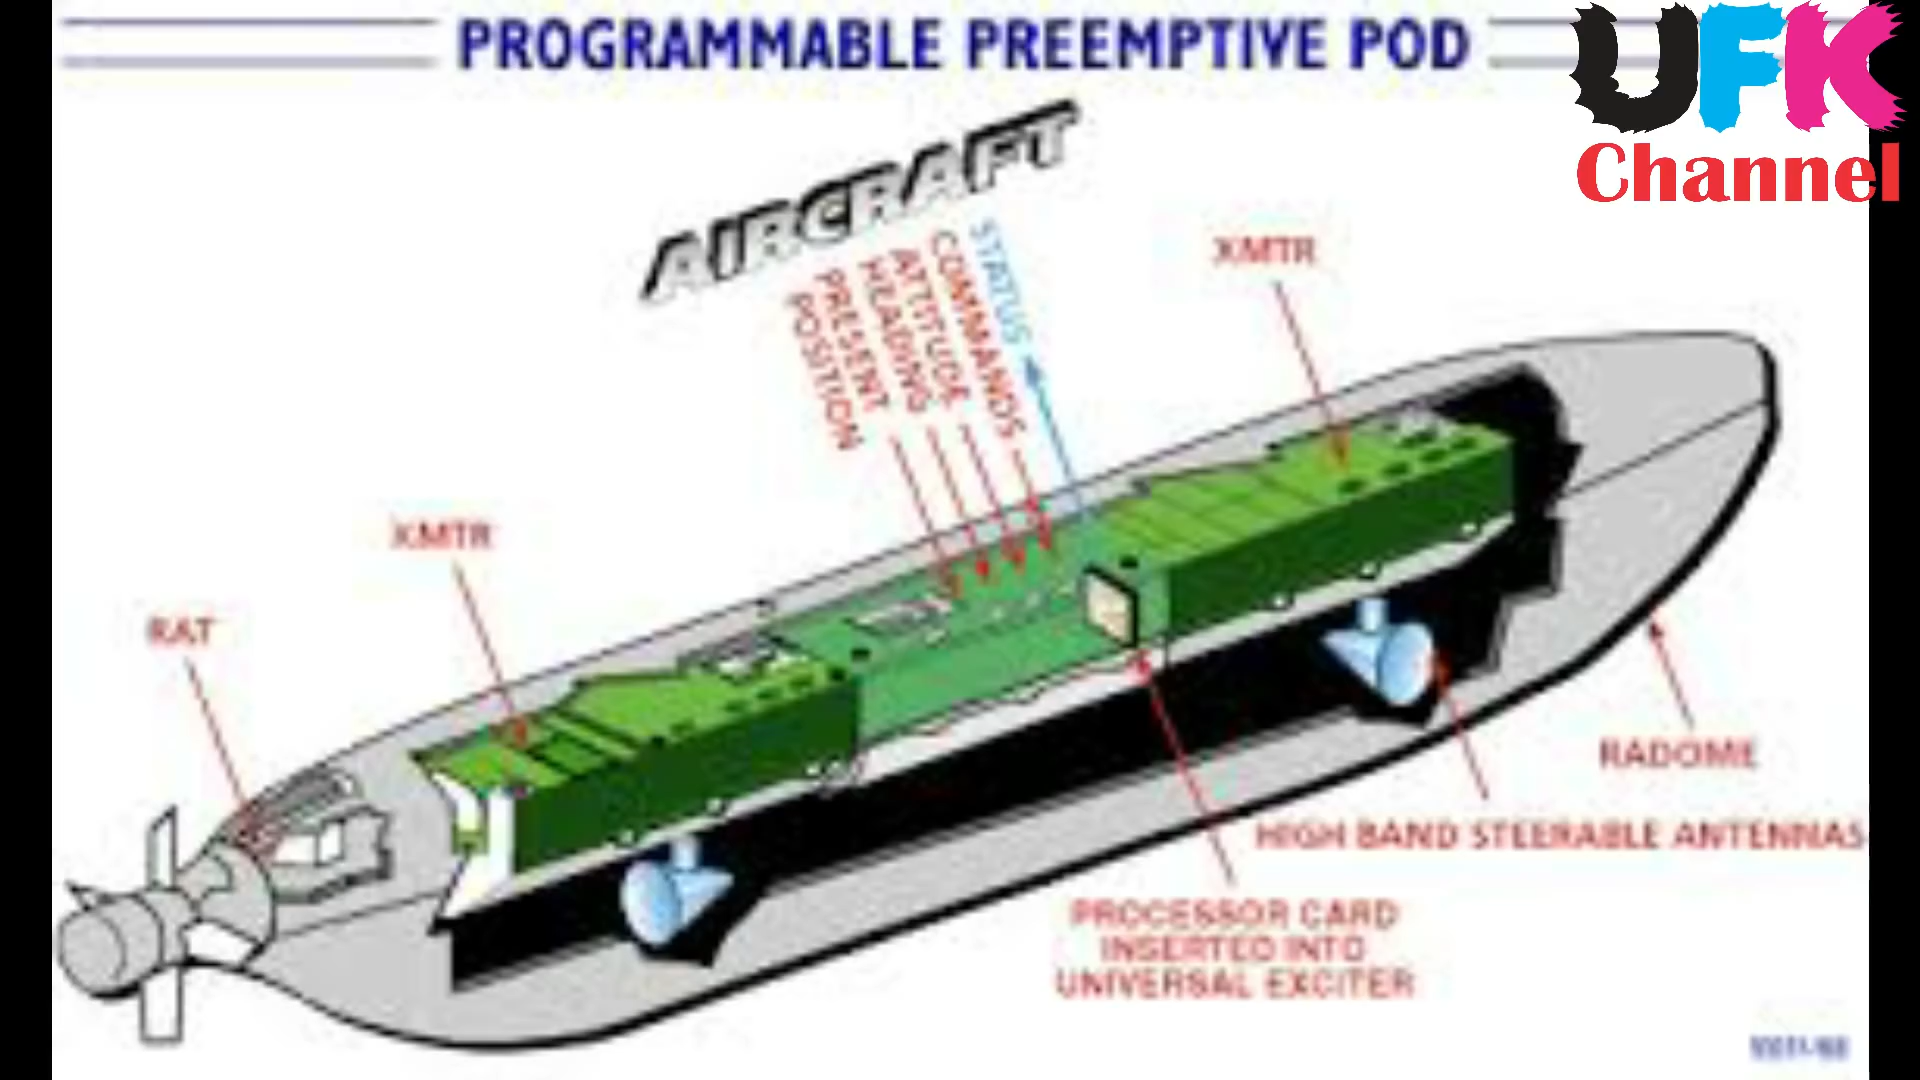 PROGRAMMABLE PREEMPTIVE POD
UFK
Channel
AIRCRAFT
STATUS
COMMANDS
ATTITUDE
HEADING
PRESENT
POSITION
XMTR
XMTR
RAT
RADOME
HIGH BAND STEERABLE ANTENNAS
PROCESSOR CARD
INSERTED INTO
UNIVERSAL EXCITER